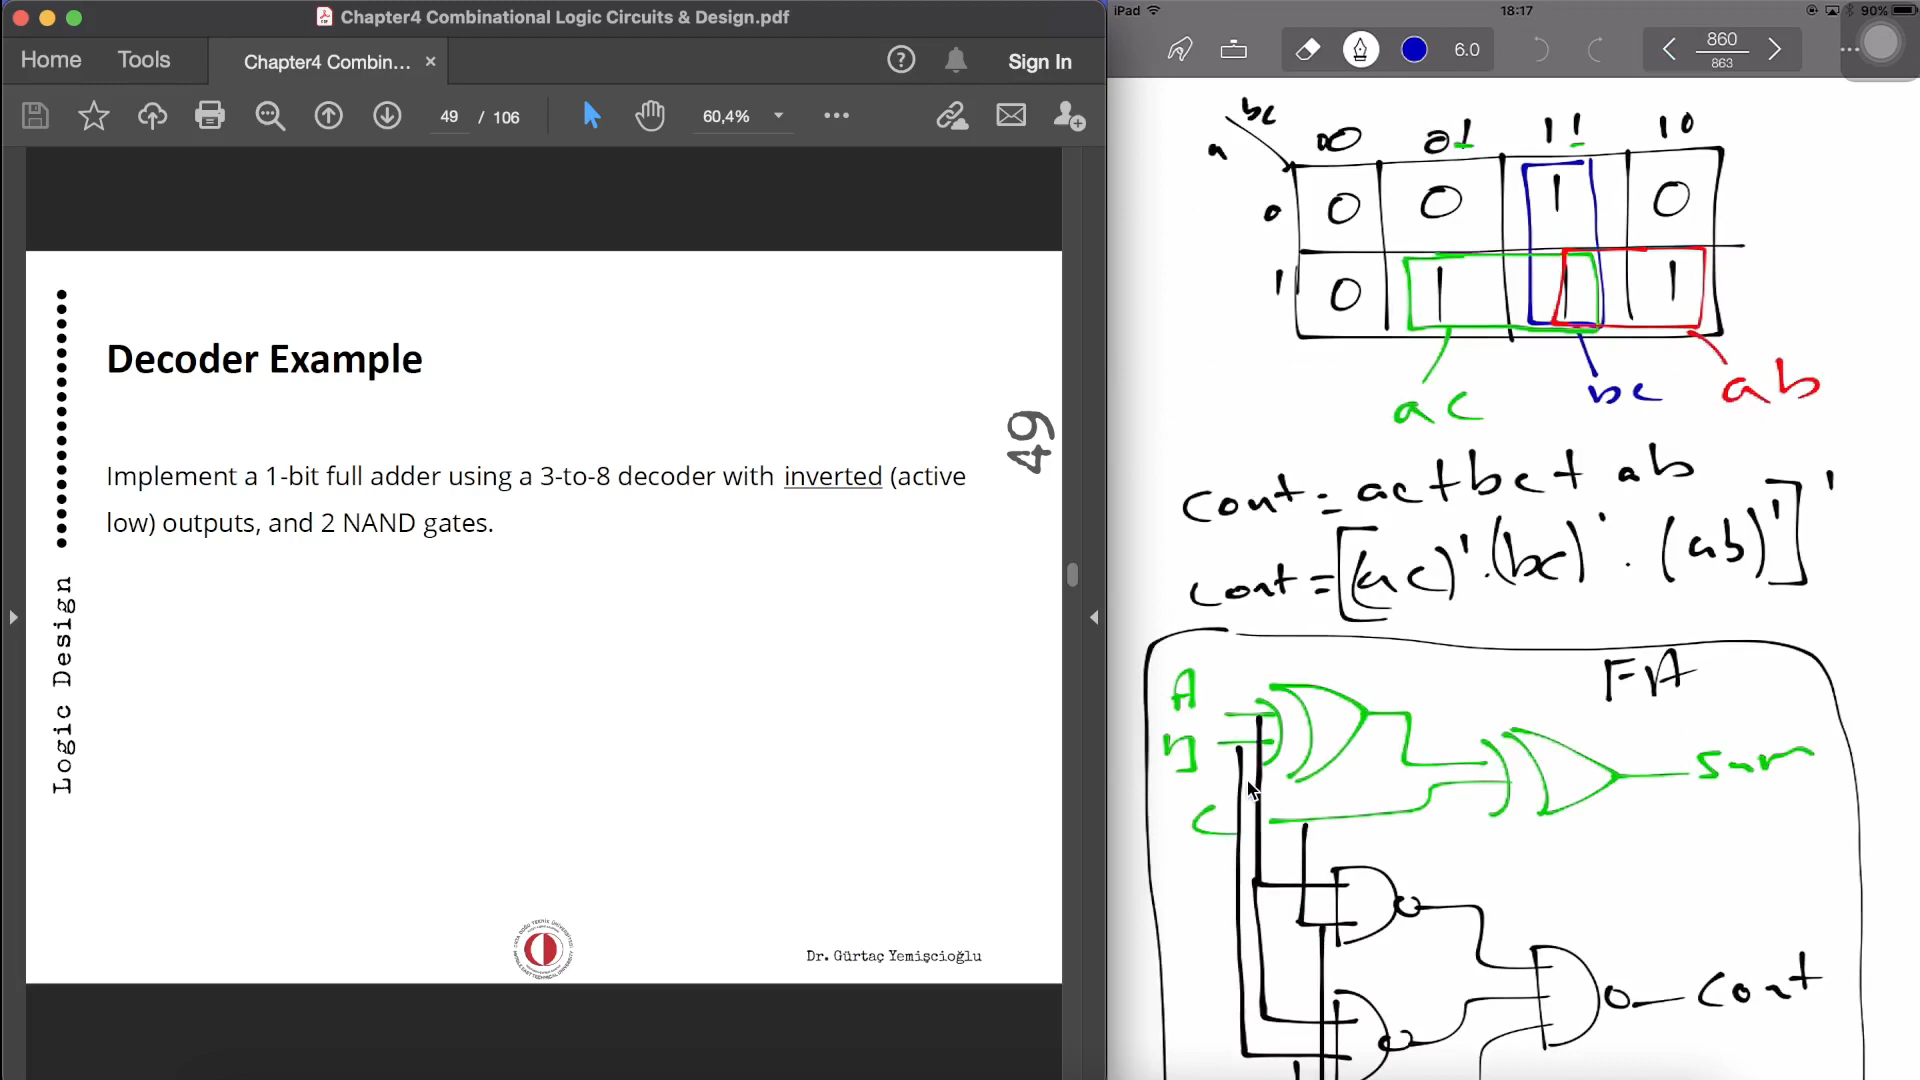 Chapter4 Combinational Logic Circuits & Design.pdf
Home
Tools
Chapter4 Combin...
×
?
Sign In
49 / 106
60,4%
Decoder Example
Implement a 1-bit full adder using a 3-to-8 decoder with inverted (active
low) outputs, and 2 NAND gates.
49
Logic Design
Dr. Gürtaç Yemişcioğlu
iPad
18:17
90%
6.0
860
863
bc
a
00 01 11 10
0 0 0 1 0
1 0 1 1 1
ac
bc
ab
Cout = ac+bc+ab
Cout = [(ac)'.(bc)'.(ab)']'
FA
A
B
C
Sum
Cout